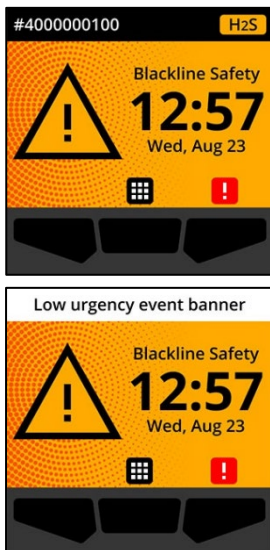 #4000000100 H2S
Blackline Safety
12:57
Wed, Aug 23
!
!
Low urgency event banner
Blackline Safety
12:57
Wed, Aug 23
!
!